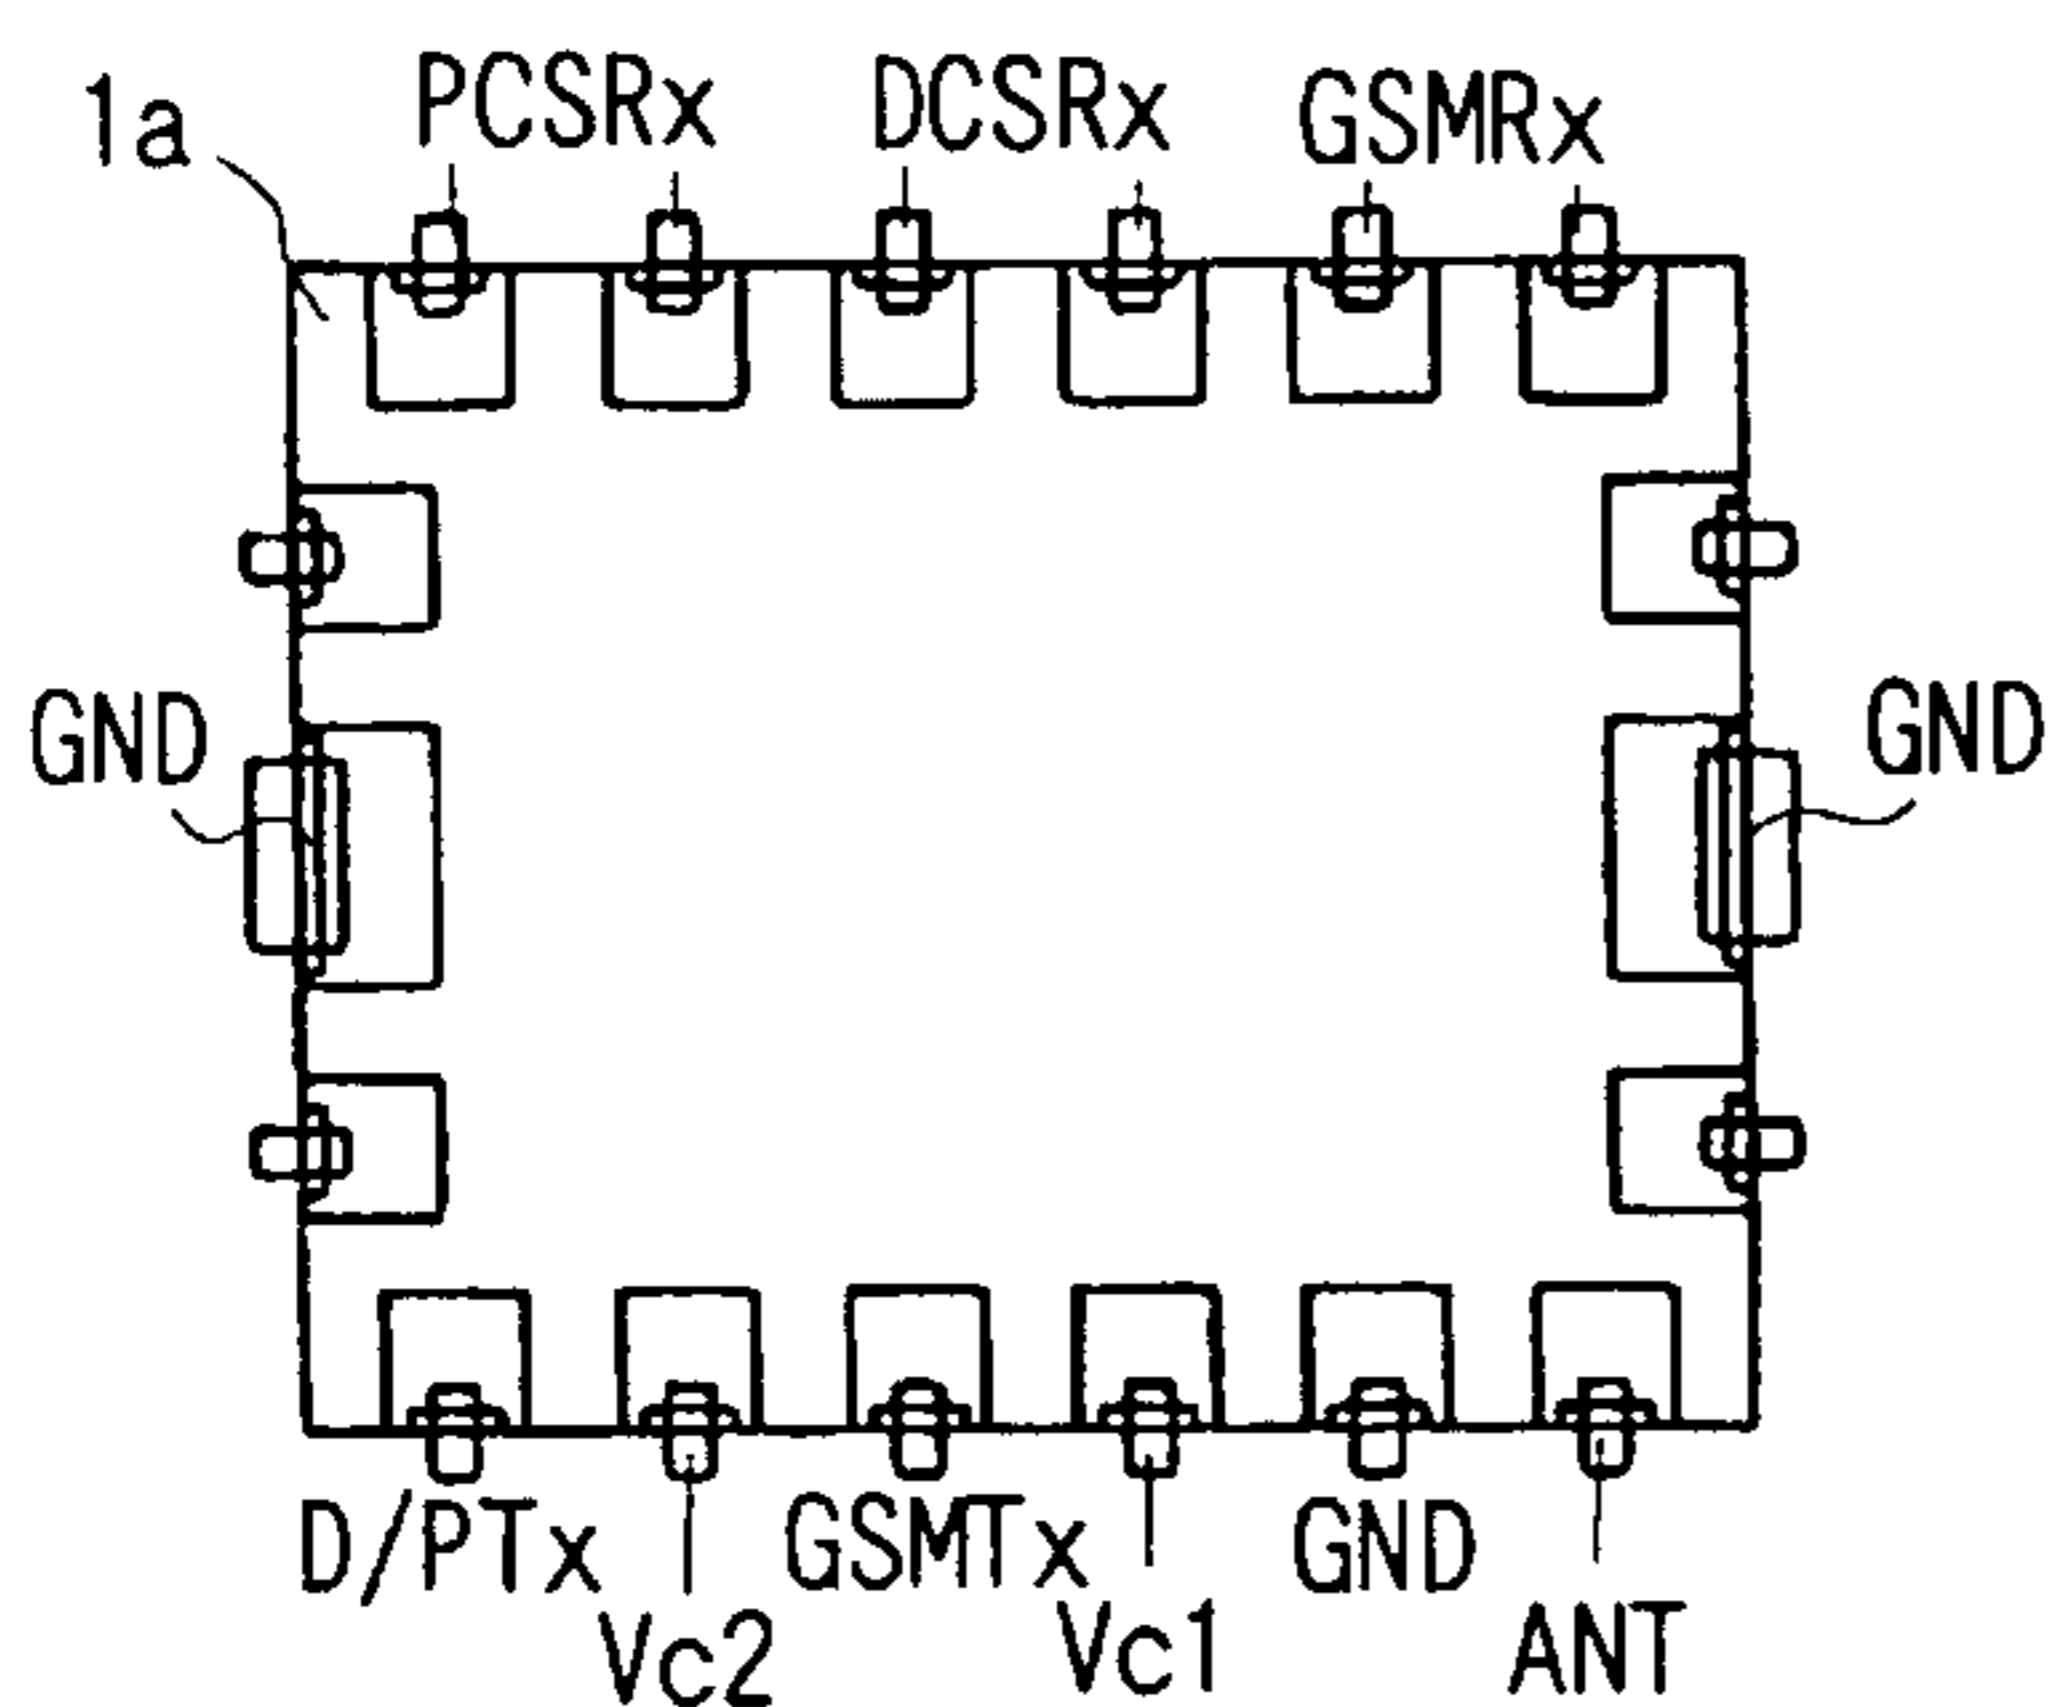 1a PCSRx DCSRx GSMRx
GND GND
D/PTx GSMTx GND
Vc2 Vc1 ANT